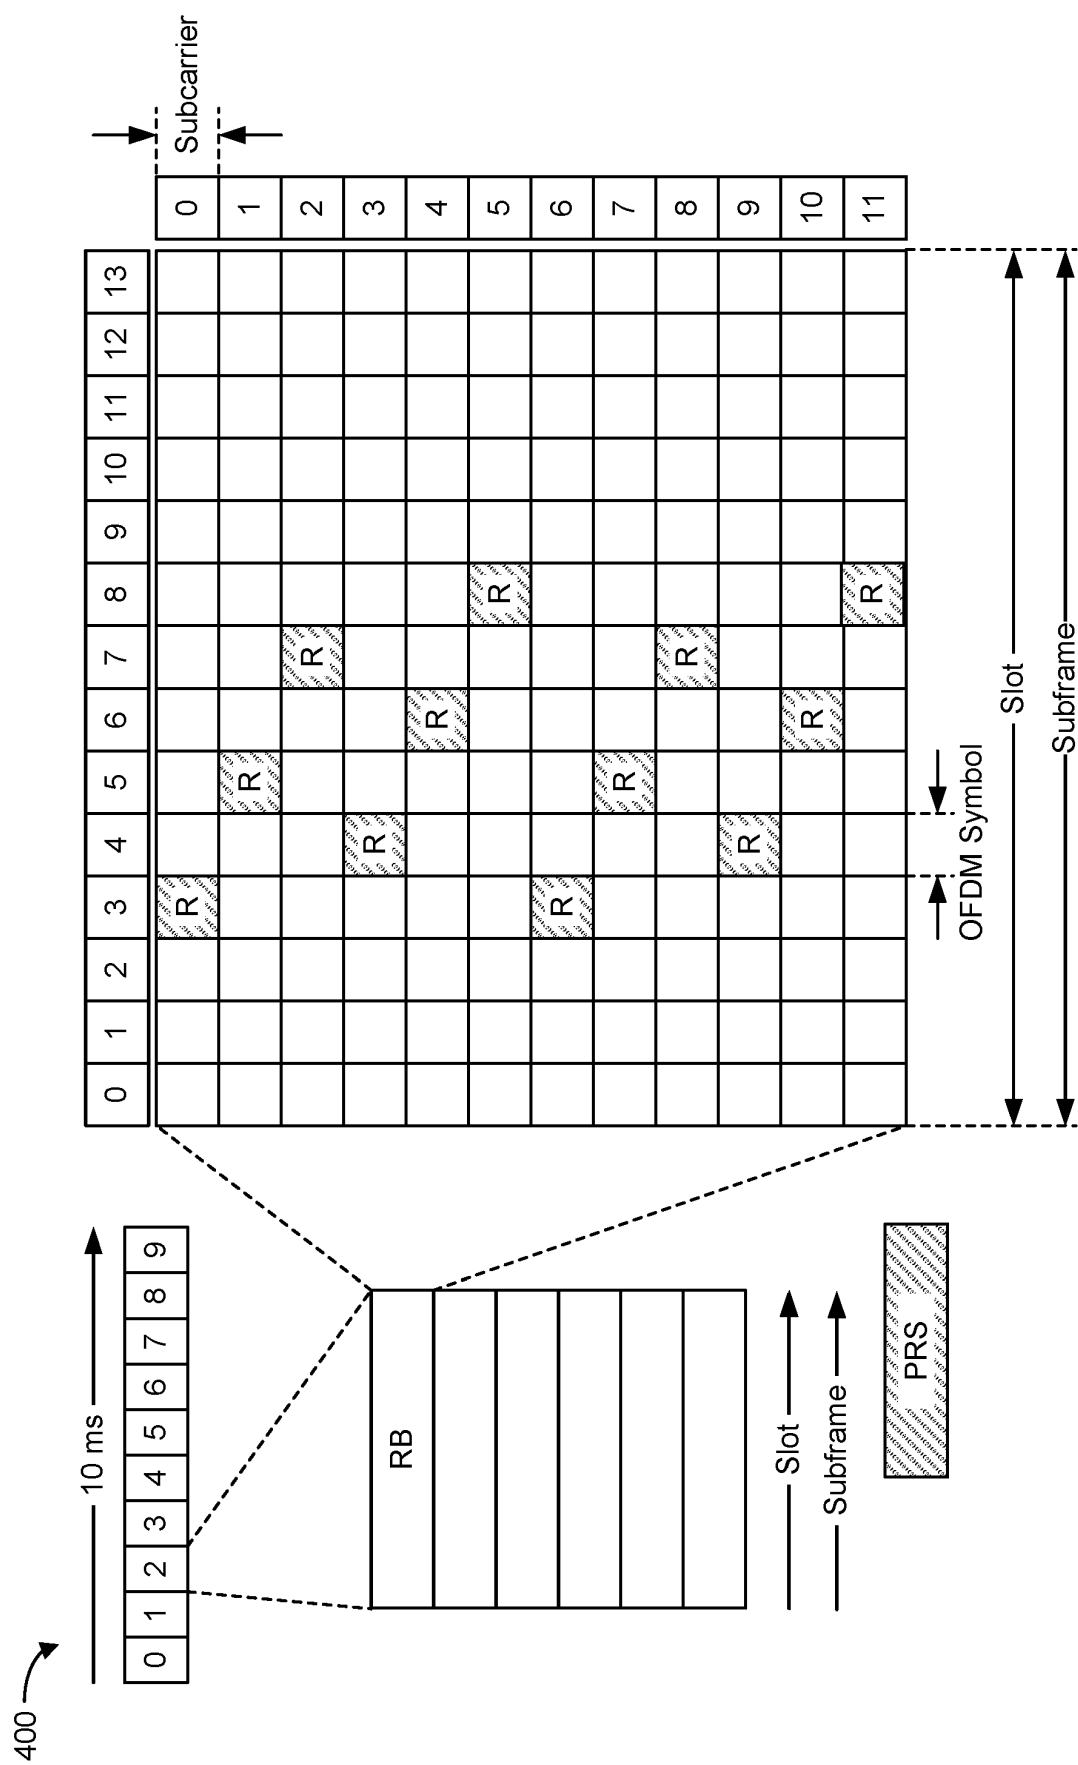 400
10 ms
0 1 2 3 4 5 6 7 8 9
RB
Slot
Subframe
PRS
0 1 2 3 4 5 6 7 8 9 10 11 12 13
Subcarrier
R 0
R 1
R 2
R 3
R 4
R 5
R 6
R 7
R 8
R 9
R 10
R 11
OFDM Symbol
Slot
Subframe